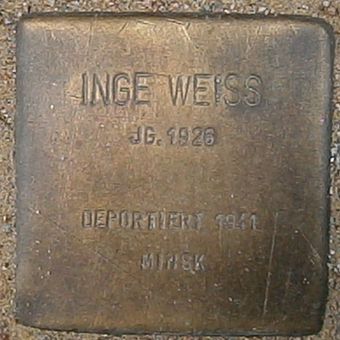 INGE WEISS
JG. 1926
DEPORTIERT 1941
MINSK